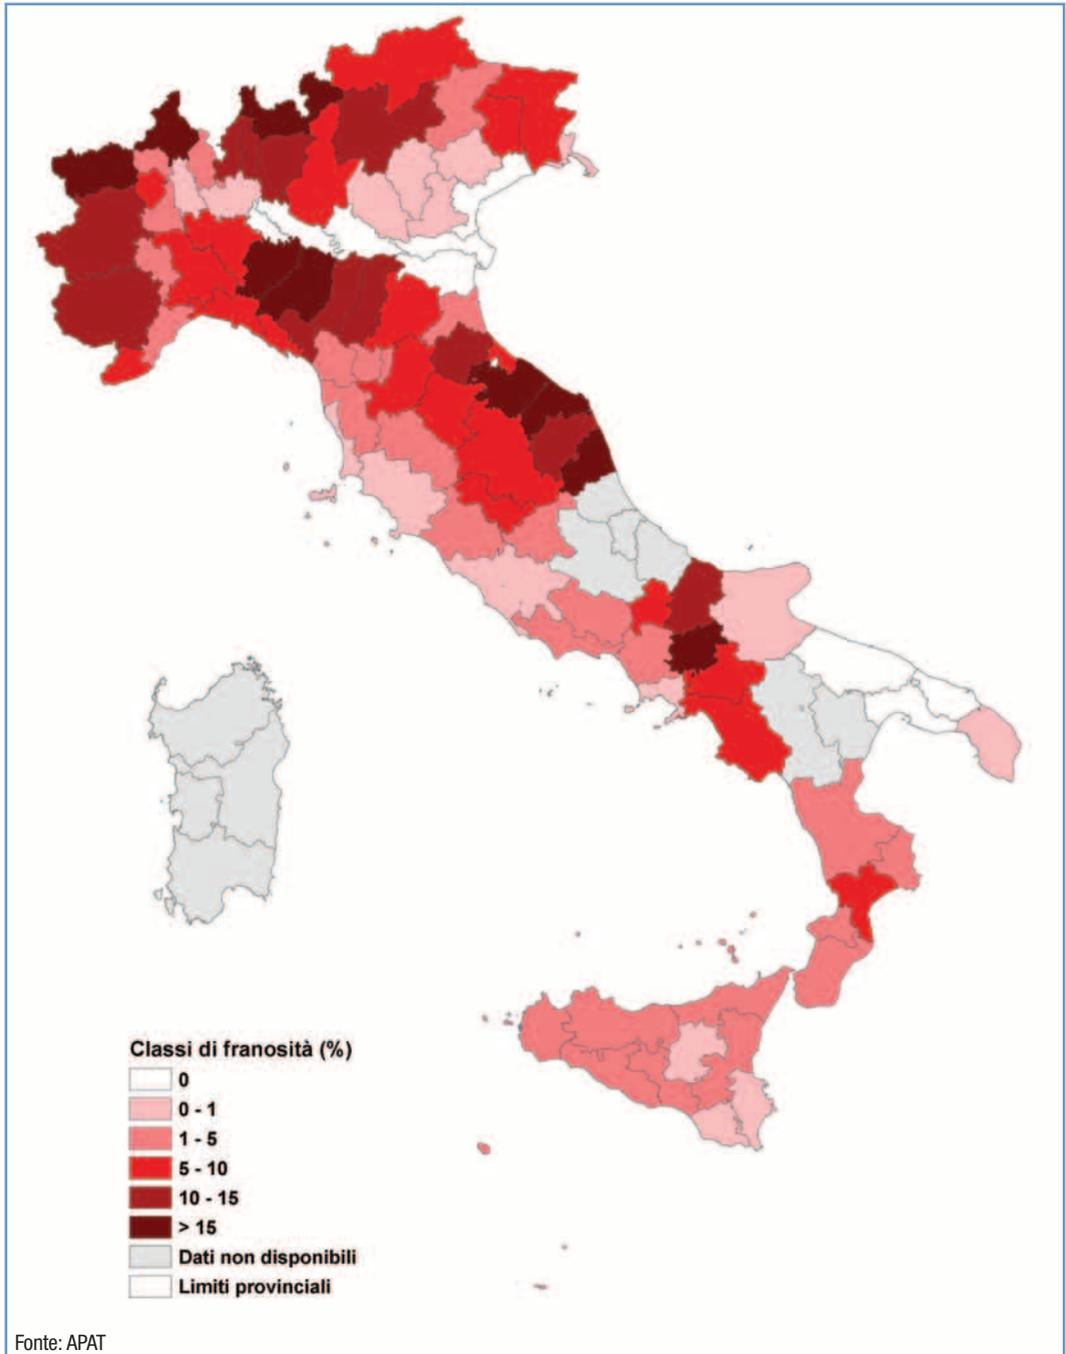 Classi di franosità (%)
0
0 - 1
1 - 5
5 - 10
10 - 15
> 15
Dati non disponibili
Limiti provinciali
Fonte: APAT